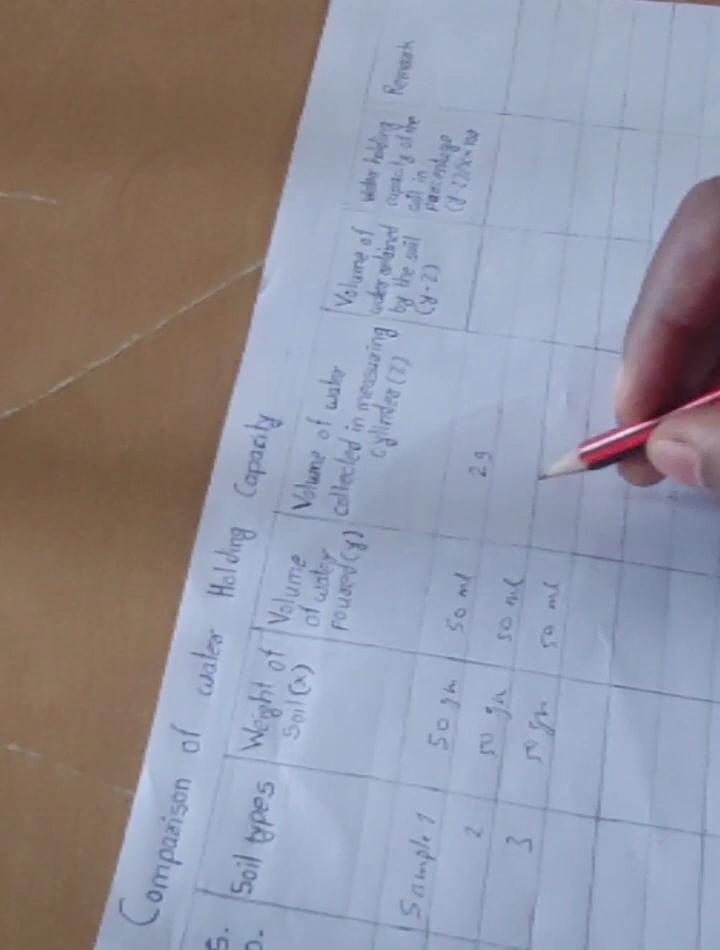 Comparison of water Holding Capacity
S.
o.
Soil types
Weight of
Soil (x)
Volume
of water
Poured (y)
Volume of water
collected in measuring
cylinder (z)
Volume of
water retained
by the soil
(y-z)
water holding
capacity of the
soil in
percentage
(y-z)/x*100
Remark
Sample 1 50 gm 50 ml
2 50 gm 50 ml 29
3 50 gm 50 ml